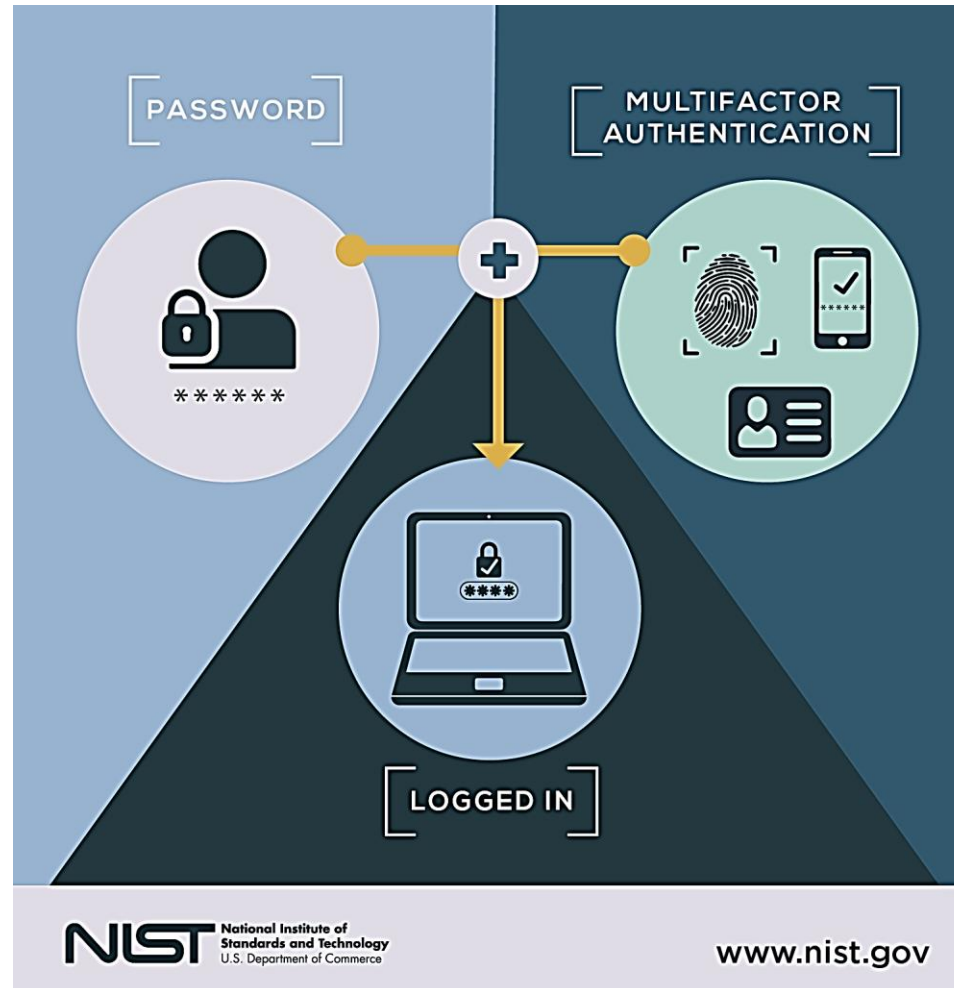 PASSWORD
MULTIFACTOR
AUTHENTICATION
******
******
****
LOGGED IN
NIST
National Institute of
Standards and Technology
U.S. Department of Commerce
www.nist.gov